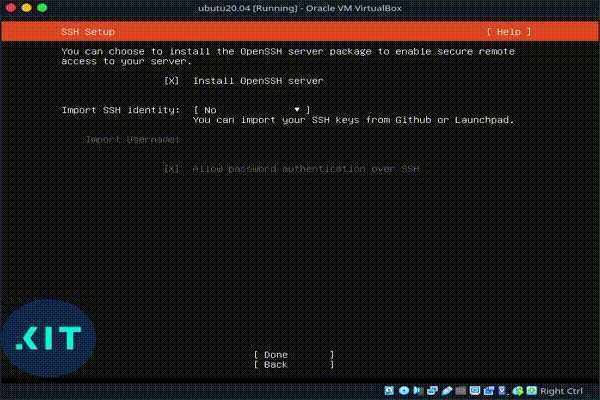 ubutu20.04 [Running] - Oracle VM VirtualBox
SSH Setup [ Help ]
You can choose to install the OpenSSH server package to enable secure remote
access to your server.
[X] Install OpenSSH server
Import SSH identity: [ No ▾ ]
You can import your SSH keys from Github or Launchpad.
Import Username:
[X] Allow password authentication over SSH
.KIT
[ Done ]
[ Back ]
Right Ctrl